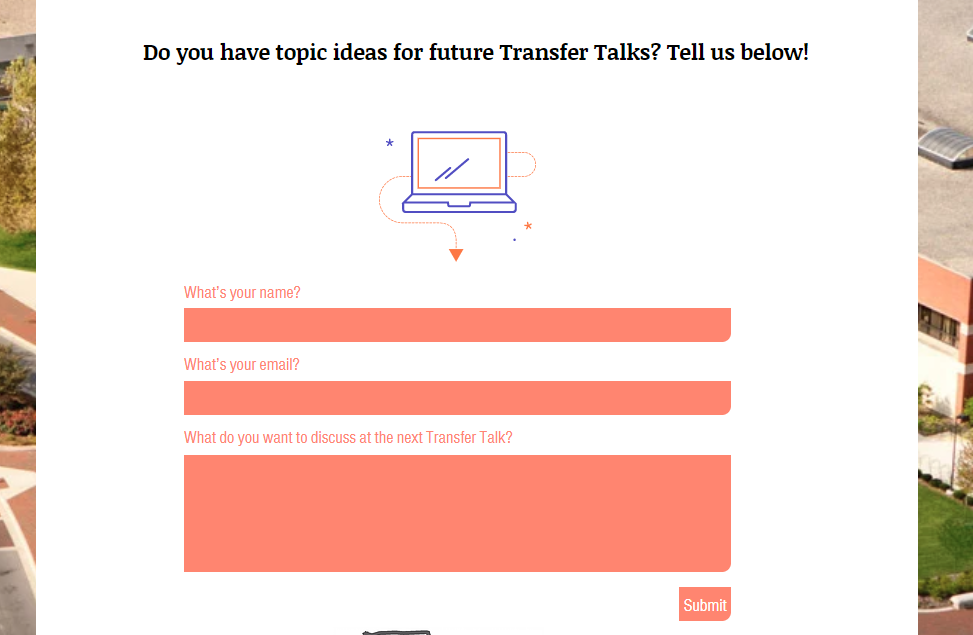 Do you have topic ideas for future Transfer Talks? Tell us below!
What's your name?
What's your email?
What do you want to discuss at the next Transfer Talk?
Submit